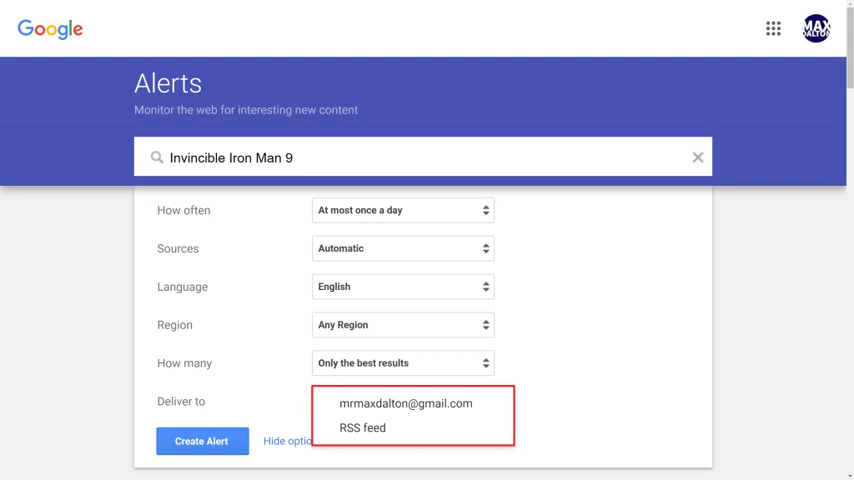 Google
MAX
DALTON
Alerts
Monitor the web for interesting new content
Invincible Iron Man 9
How often
At most once a day
Sources
Automatic
Language
English
Region
Any Region
How many
Only the best results
Deliver to
mrmaxdalton@gmail.com
RSS feed
Create Alert
Hide optio